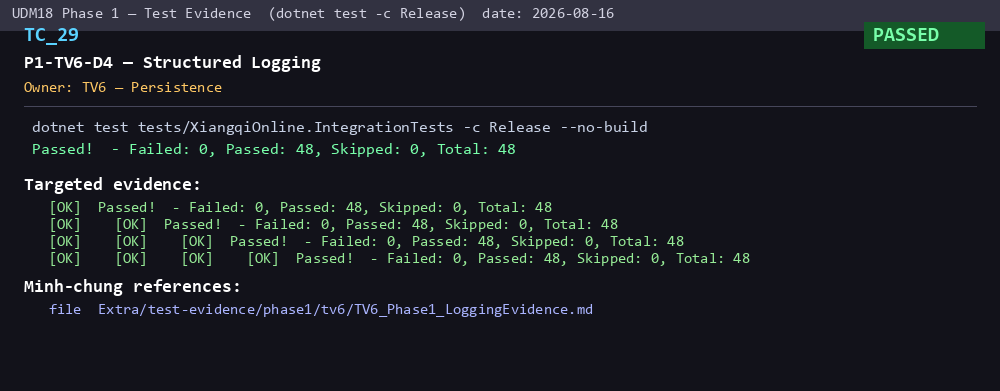 UDM18 Phase 1 — Test Evidence (dotnet test -c Release) date: 2026-08-16
TC_29
PASSED
P1-TV6-D4 — Structured Logging
Owner: TV6 — Persistence
dotnet test tests/XiangqiOnline.IntegrationTests -c Release --no-build
Passed! - Failed: 0, Passed: 48, Skipped: 0, Total: 48
Targeted evidence:
[OK] Passed! - Failed: 0, Passed: 48, Skipped: 0, Total: 48
[OK] [OK] Passed! - Failed: 0, Passed: 48, Skipped: 0, Total: 48
[OK] [OK] [OK] Passed! - Failed: 0, Passed: 48, Skipped: 0, Total: 48
[OK] [OK] [OK] [OK] Passed! - Failed: 0, Passed: 48, Skipped: 0, Total: 48
Minh-chung references:
file Extra/test-evidence/phase1/tv6/TV6_Phase1_LoggingEvidence.md